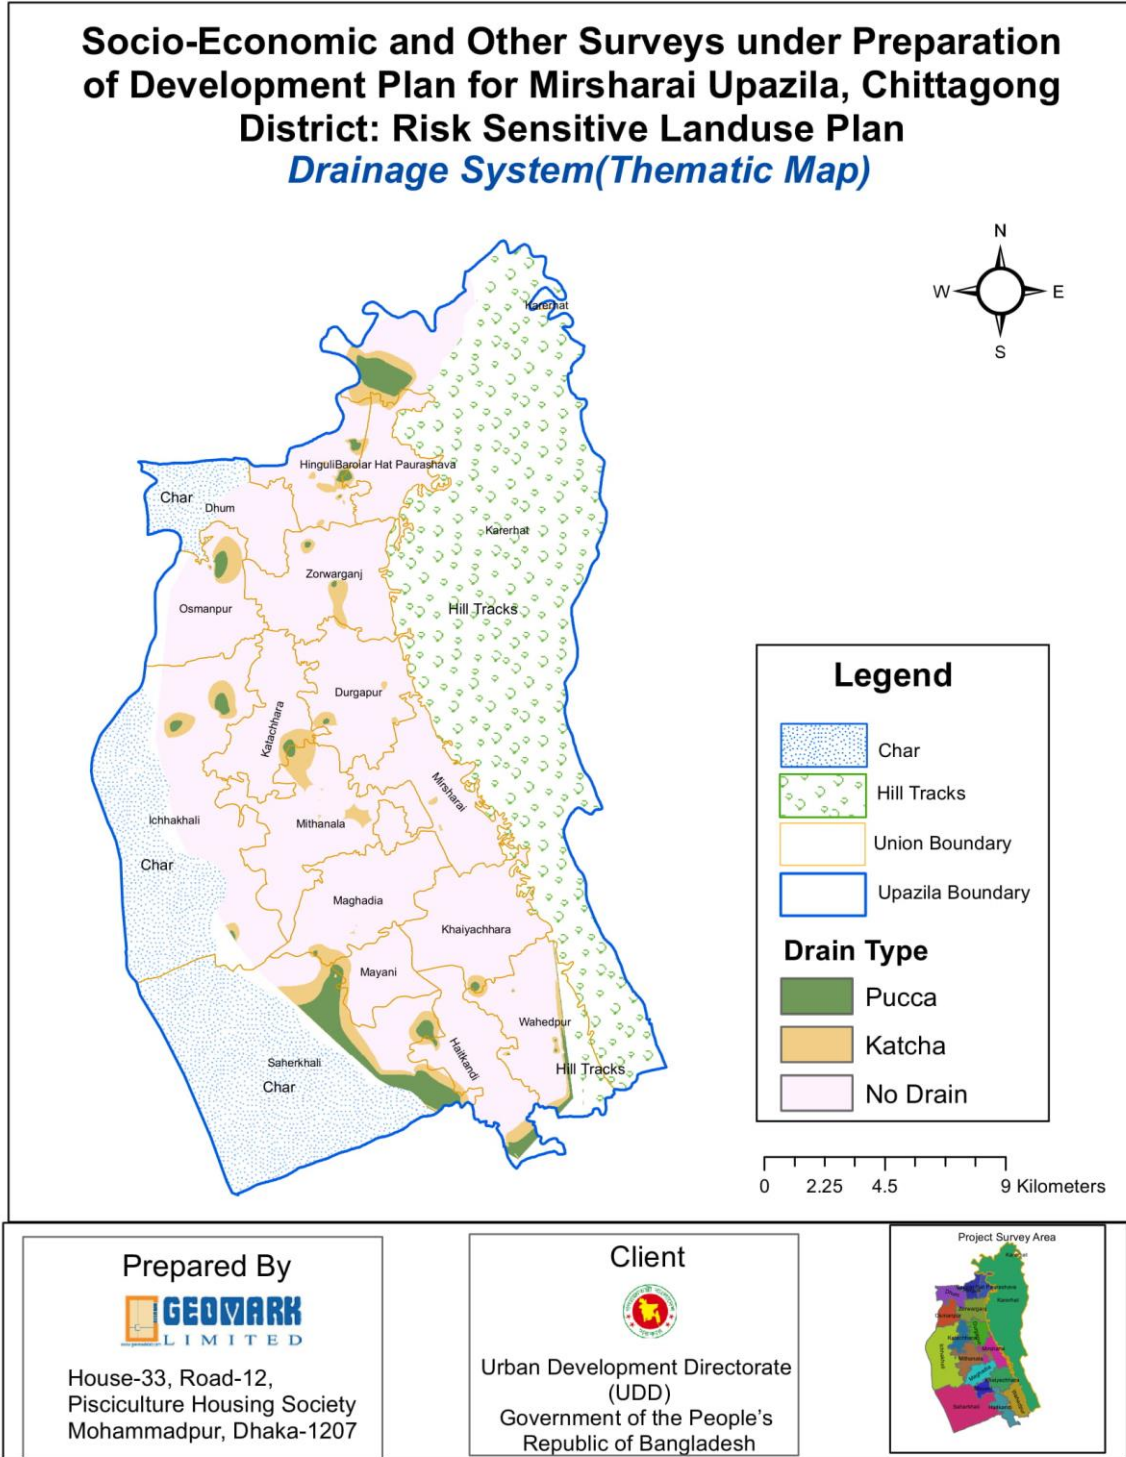 Socio-Economic and Other Surveys under Preparation
of Development Plan for Mirsharai Upazila, Chittagong
District: Risk Sensitive Landuse Plan
Drainage System(Thematic Map)
N
W E
S
Karerhat
Hinguli Baroiar Hat Paurashava
Char
Dhum
Karerhat
Zorwarganj
Osmanpur
Hill Tracks
Durgapur
Katachhara
Mirsharai
Ichhakhali
Mithanala
Char
Maghadia
Khaiyachhara
Mayani
Wahedpur
Haitkandi
Saherkhali
Char
Hill Tracks
Legend
Char
Hill Tracks
Union Boundary
Upazila Boundary
Drain Type
Pucca
Katcha
No Drain
0 2.25 4.5 9 Kilometers
Prepared By
GEOMARK
LIMITED
House-33, Road-12,
Pisciculture Housing Society
Mohammadpur, Dhaka-1207
Client
Urban Development Directorate
(UDD)
Government of the People's
Republic of Bangladesh
Project Survey Area
Karerhat
Karerhat
Saherkhali